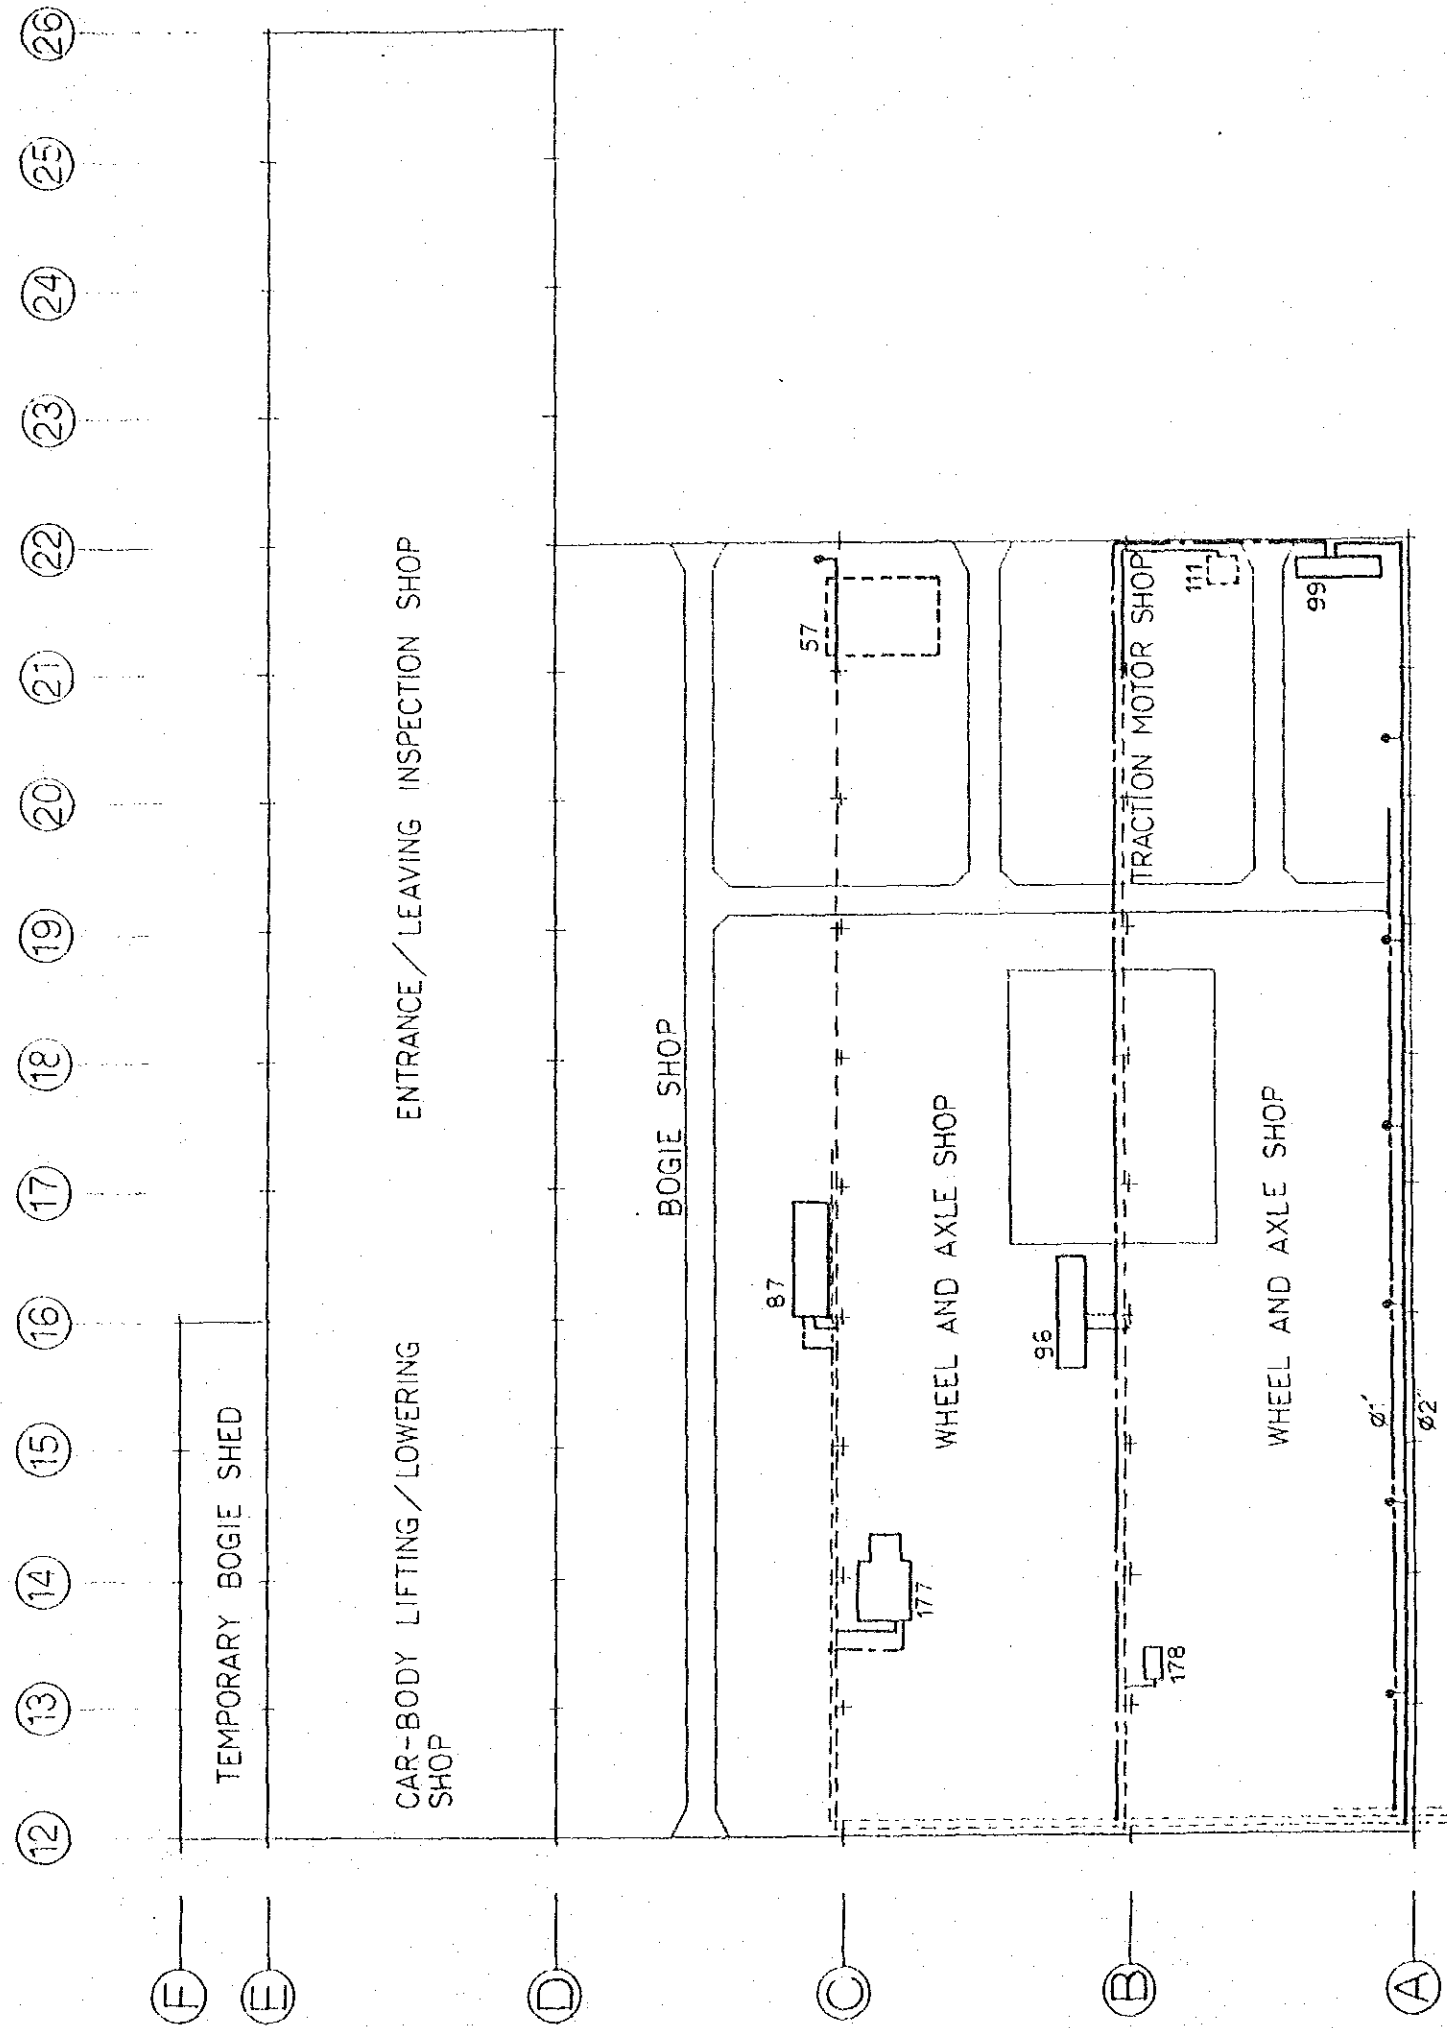 F
E
D
C
B
A
12
13
14
15
16
17
18
19
20
21
22
23
24
25
26
TEMPORARY BOGIE SHED
CAR-BODY LIFTING/LOWERING
SHOP
ENTRANCE/LEAVING INSPECTION SHOP
BOGIE SHOP
87
57
177
WHEEL AND AXLE SHOP
96
TRACTION MOTOR SHOP
178
111
WHEEL AND AXLE SHOP
99
ø1"
ø2"